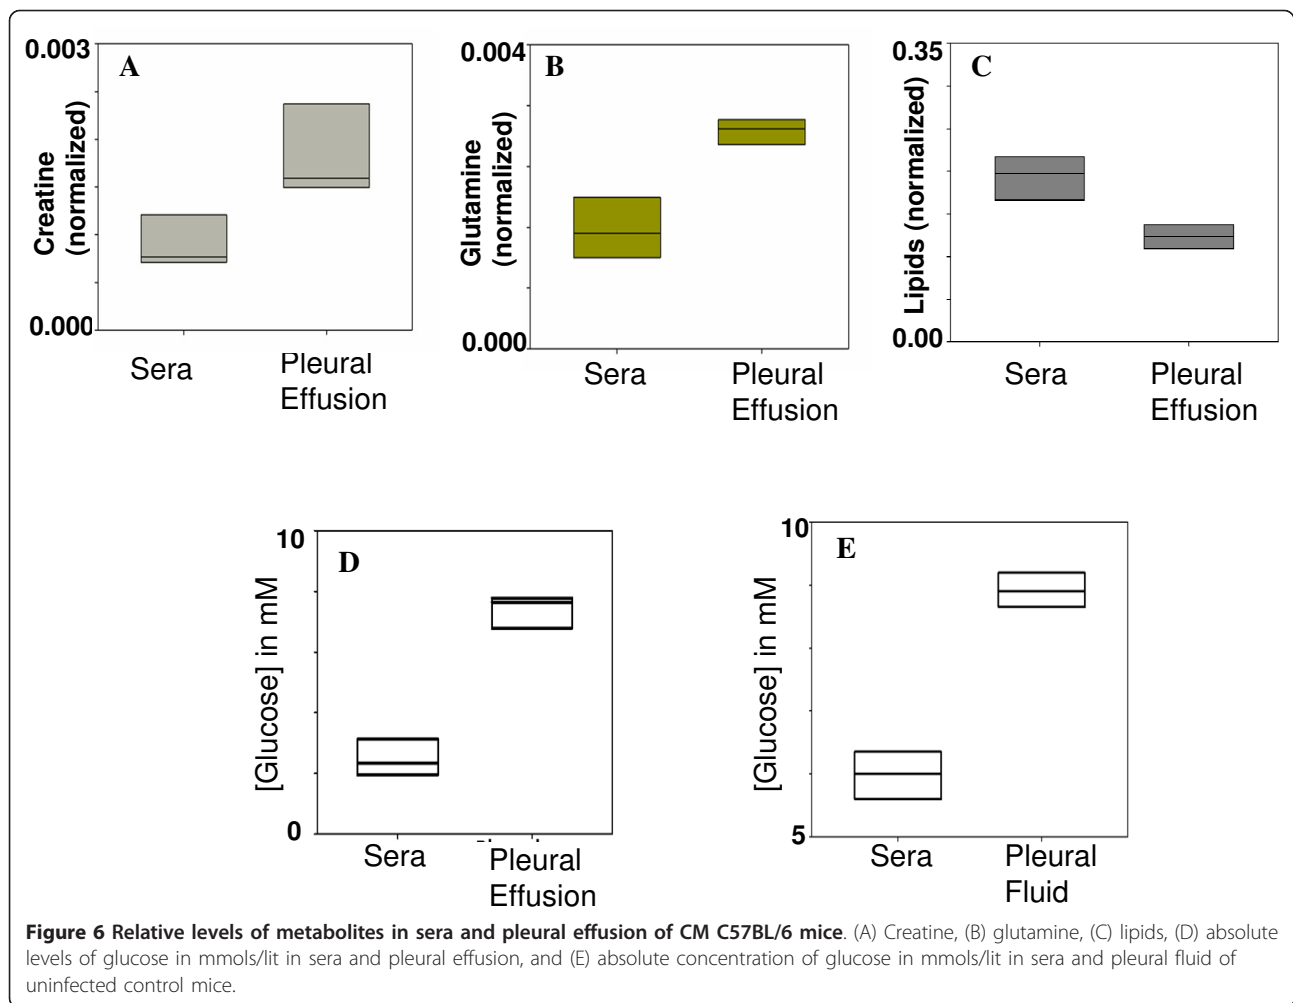 A
0.003
Creatine
(normalized)
0.000
Sera
Pleural
Effusion
B
0.004
Glutamine
(normalized)
0.000
Sera
Pleural
Effusion
C
0.35
Lipids (normalized)
0.00
Sera
Pleural
Effusion
D
10
[Glucose] in mM
0
Sera
Pleural
Effusion
E
10
[Glucose] in mM
5
Sera
Pleural
Fluid
Figure 6 Relative levels of metabolites in sera and pleural effusion of CM C57BL/6 mice. (A) Creatine, (B) glutamine, (C) lipids, (D) absolute
levels of glucose in mmols/lit in sera and pleural effusion, and (E) absolute concentration of glucose in mmols/lit in sera and pleural fluid of
uninfected control mice.